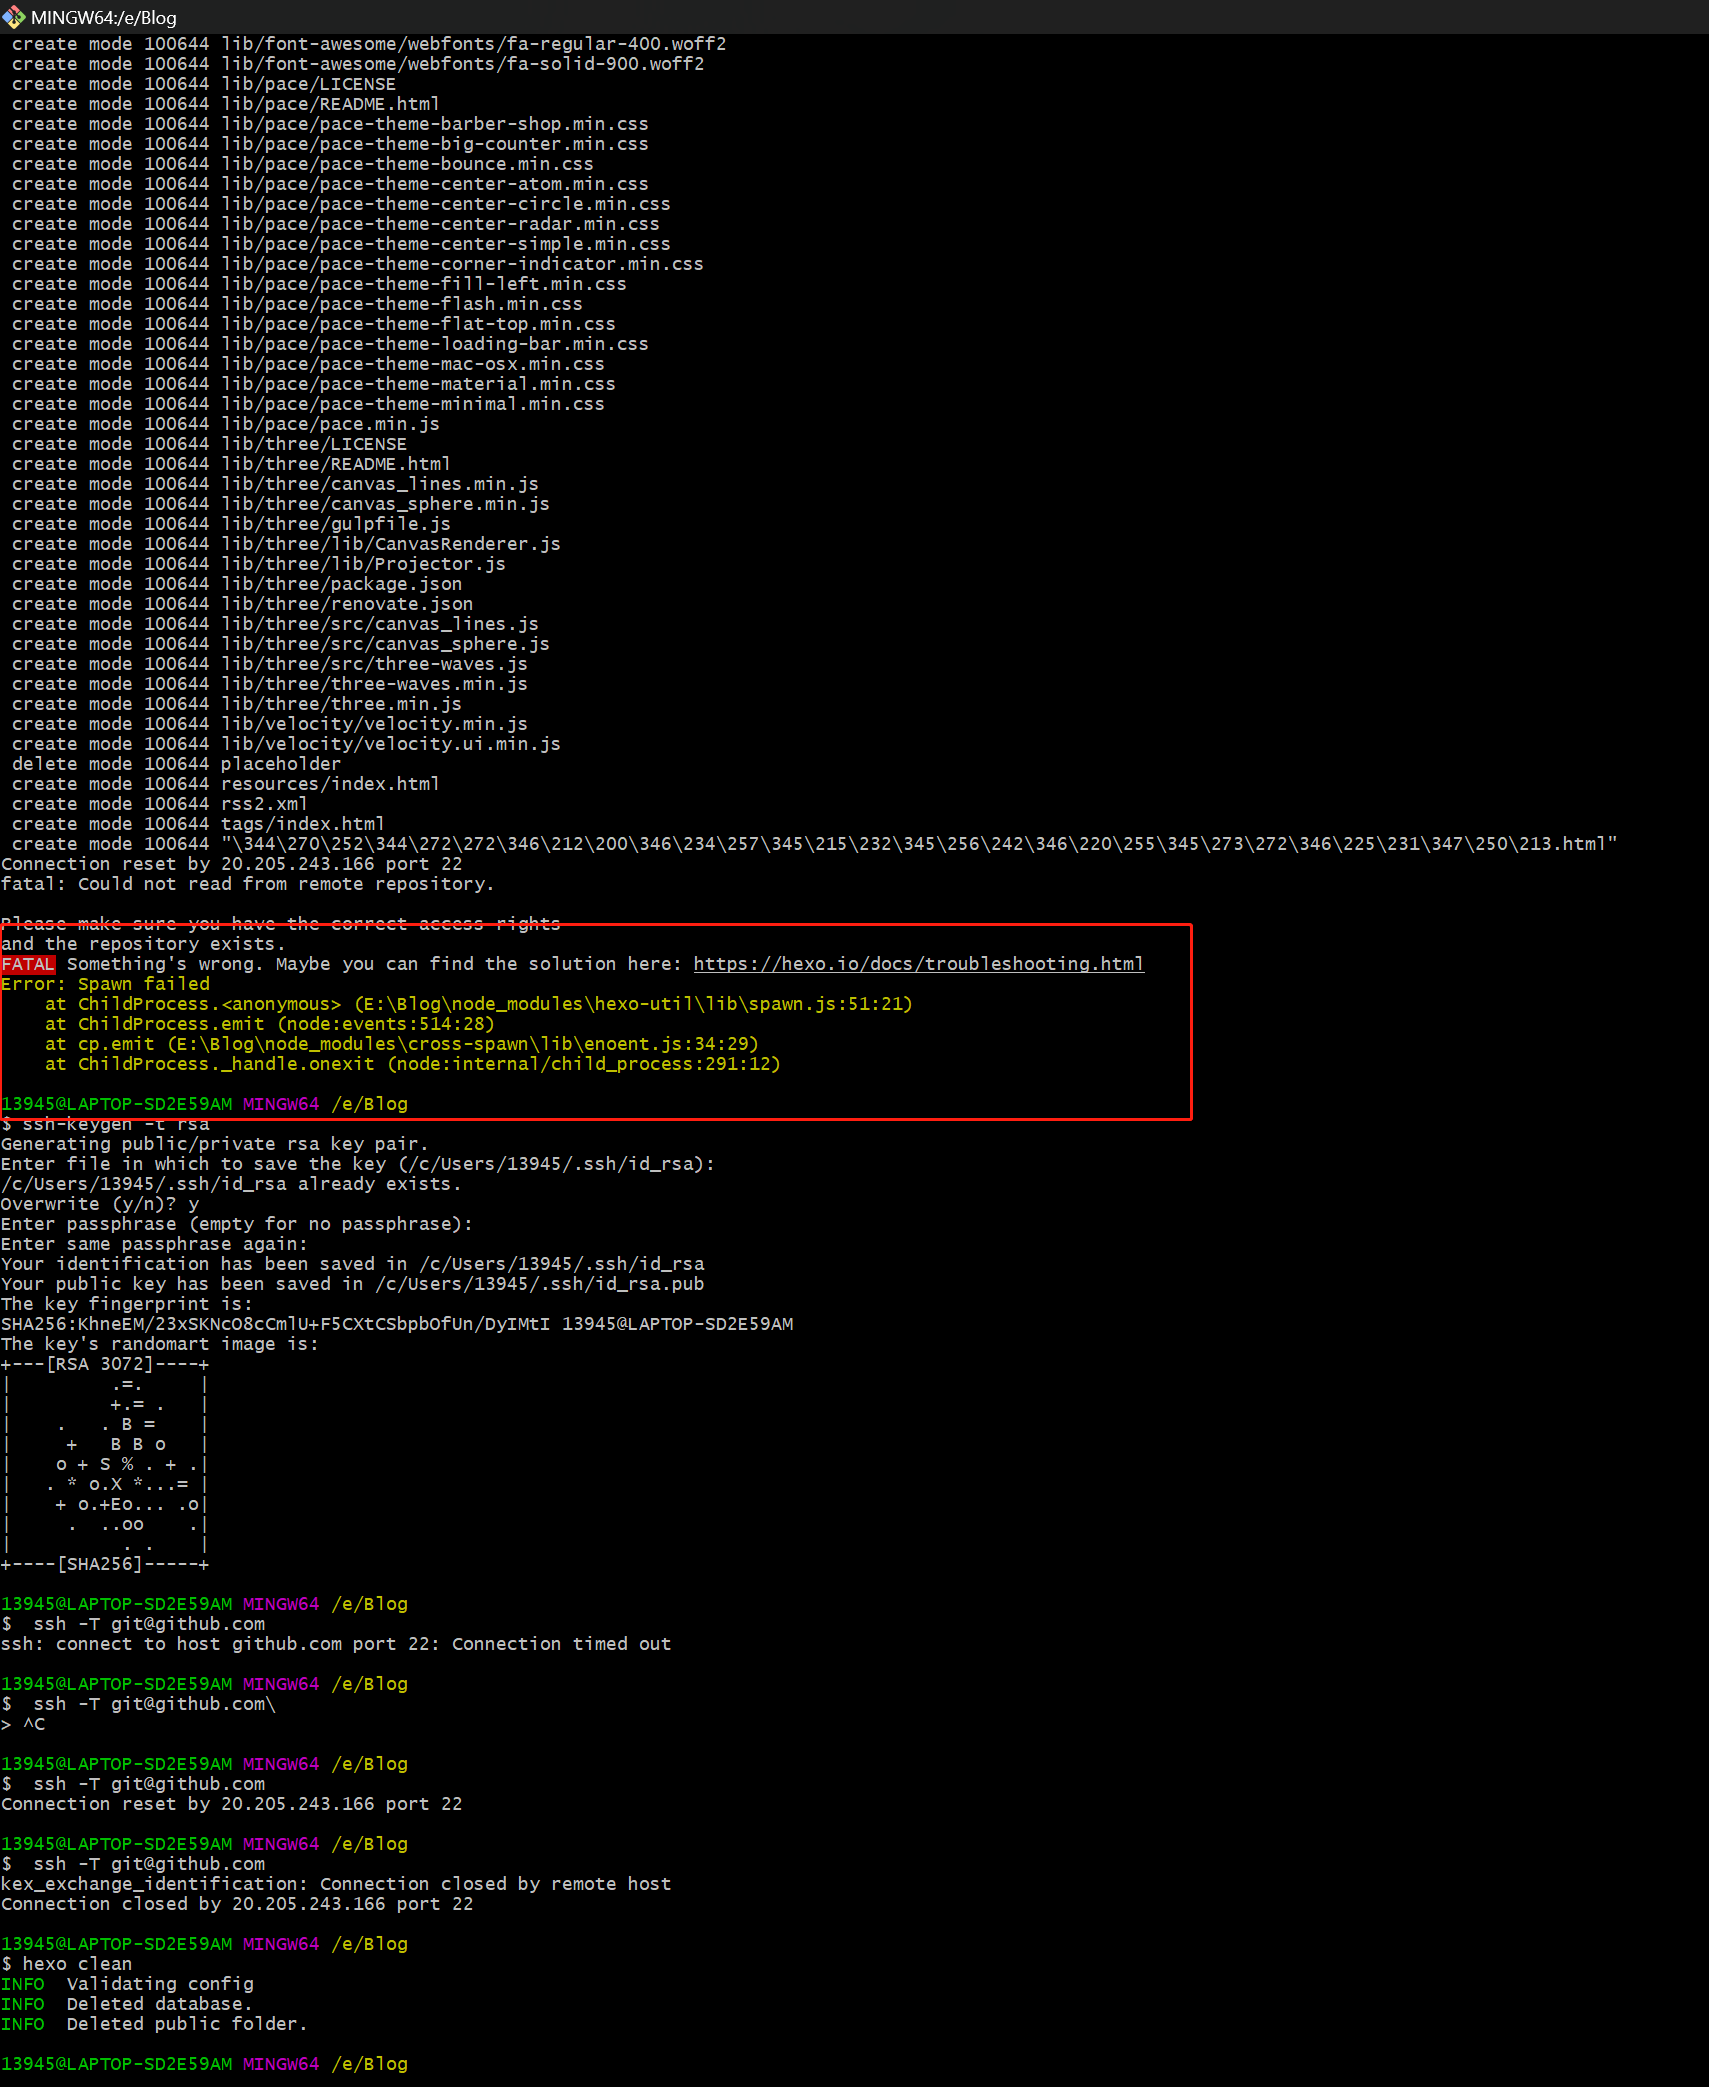 MINGW64:/e/Blog
create mode 100644 lib/font-awesome/webfonts/fa-regular-400.woff2
create mode 100644 lib/font-awesome/webfonts/fa-solid-900.woff2
create mode 100644 lib/pace/LICENSE
create mode 100644 lib/pace/README.html
create mode 100644 lib/pace/pace-theme-barber-shop.min.css
create mode 100644 lib/pace/pace-theme-big-counter.min.css
create mode 100644 lib/pace/pace-theme-bounce.min.css
create mode 100644 lib/pace/pace-theme-center-atom.min.css
create mode 100644 lib/pace/pace-theme-center-circle.min.css
create mode 100644 lib/pace/pace-theme-center-radar.min.css
create mode 100644 lib/pace/pace-theme-center-simple.min.css
create mode 100644 lib/pace/pace-theme-corner-indicator.min.css
create mode 100644 lib/pace/pace-theme-fill-left.min.css
create mode 100644 lib/pace/pace-theme-flash.min.css
create mode 100644 lib/pace/pace-theme-flat-top.min.css
create mode 100644 lib/pace/pace-theme-loading-bar.min.css
create mode 100644 lib/pace/pace-theme-mac-osx.min.css
create mode 100644 lib/pace/pace-theme-material.min.css
create mode 100644 lib/pace/pace-theme-minimal.min.css
create mode 100644 lib/pace/pace.min.js
create mode 100644 lib/three/LICENSE
create mode 100644 lib/three/README.html
create mode 100644 lib/three/canvas_lines.min.js
create mode 100644 lib/three/canvas_sphere.min.js
create mode 100644 lib/three/gulpfile.js
create mode 100644 lib/three/lib/CanvasRenderer.js
create mode 100644 lib/three/lib/Projector.js
create mode 100644 lib/three/package.json
create mode 100644 lib/three/renovate.json
create mode 100644 lib/three/src/canvas_lines.js
create mode 100644 lib/three/src/canvas_sphere.js
create mode 100644 lib/three/src/three-waves.js
create mode 100644 lib/three/three-waves.min.js
create mode 100644 lib/three/three.min.js
create mode 100644 lib/velocity/velocity.min.js
create mode 100644 lib/velocity/velocity.ui.min.js
delete mode 100644 placeholder
create mode 100644 resources/index.html
create mode 100644 rss2.xml
create mode 100644 tags/index.html
create mode 100644 "\344\270\252\344\272\272\346\212\200\346\234\257\345\215\232\345\256\242\346\220\255\345\273\272\346\225\231\347\250\213.html"
Connection reset by 20.205.243.166 port 22
fatal: Could not read from remote repository.
Please make sure you have the correct access rights
and the repository exists.
FATAL Something's wrong. Maybe you can find the solution here: https://hexo.io/docs/troubleshooting.html
Error: Spawn failed
at ChildProcess.<anonymous> (E:\Blog\node_modules\hexo-util\lib\spawn.js:51:21)
at ChildProcess.emit (node:events:514:28)
at cp.emit (E:\Blog\node_modules\cross-spawn\lib\enoent.js:34:29)
at ChildProcess._handle.onexit (node:internal/child_process:291:12)
13945@LAPTOP-SD2E59AM MINGW64 /e/Blog
$ ssh-keygen -t rsa
Generating public/private rsa key pair.
Enter file in which to save the key (/c/Users/13945/.ssh/id_rsa):
/c/Users/13945/.ssh/id_rsa already exists.
Overwrite (y/n)? y
Enter passphrase (empty for no passphrase):
Enter same passphrase again:
Your identification has been saved in /c/Users/13945/.ssh/id_rsa
Your public key has been saved in /c/Users/13945/.ssh/id_rsa.pub
The key fingerprint is:
SHA256:KhneEM/23xSKNcO8cCmlU+F5CXtCSbpbOfUn/DyIMtI 13945@LAPTOP-SD2E59AM
The key's randomart image is:
+---[RSA 3072]----+
|         .=.     |
|         +.= .   |
|    .   . B =    |
|     +   B B o   |
|    o + S % . + .|
|   . * o.X *...= |
|    + o.+Eo... .o|
|     .  ..oo    .|
|          . .    |
+----[SHA256]-----+
13945@LAPTOP-SD2E59AM MINGW64 /e/Blog
$  ssh -T git@github.com
ssh: connect to host github.com port 22: Connection timed out
13945@LAPTOP-SD2E59AM MINGW64 /e/Blog
$  ssh -T git@github.com\
> ^C
13945@LAPTOP-SD2E59AM MINGW64 /e/Blog
$  ssh -T git@github.com
Connection reset by 20.205.243.166 port 22
13945@LAPTOP-SD2E59AM MINGW64 /e/Blog
$  ssh -T git@github.com
kex_exchange_identification: Connection closed by remote host
Connection closed by 20.205.243.166 port 22
13945@LAPTOP-SD2E59AM MINGW64 /e/Blog
$ hexo clean
INFO  Validating config
INFO  Deleted database.
INFO  Deleted public folder.
13945@LAPTOP-SD2E59AM MINGW64 /e/Blog